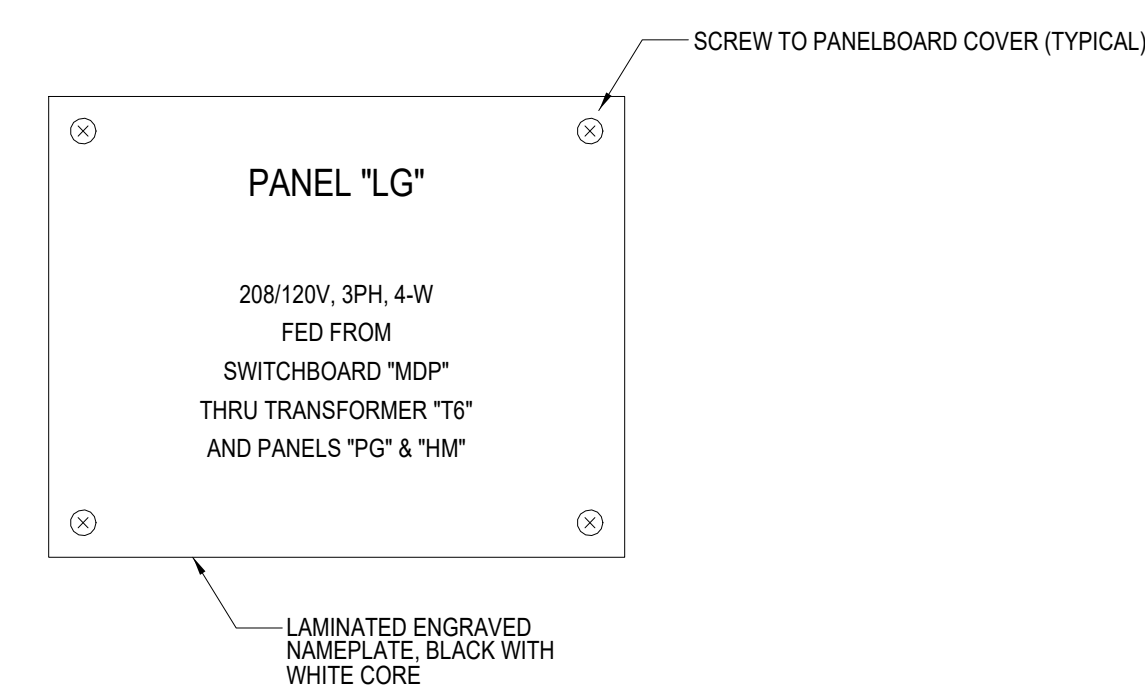 SCREW TO PANELBOARD COVER (TYPICAL)
PANEL "LG"
208/120V, 3PH, 4-W
FED FROM
SWITCHBOARD "MDP"
THRU TRANSFORMER "T6"
AND PANELS "PG" & "HM"
LAMINATED ENGRAVED
NAMEPLATE, BLACK WITH
WHITE CORE